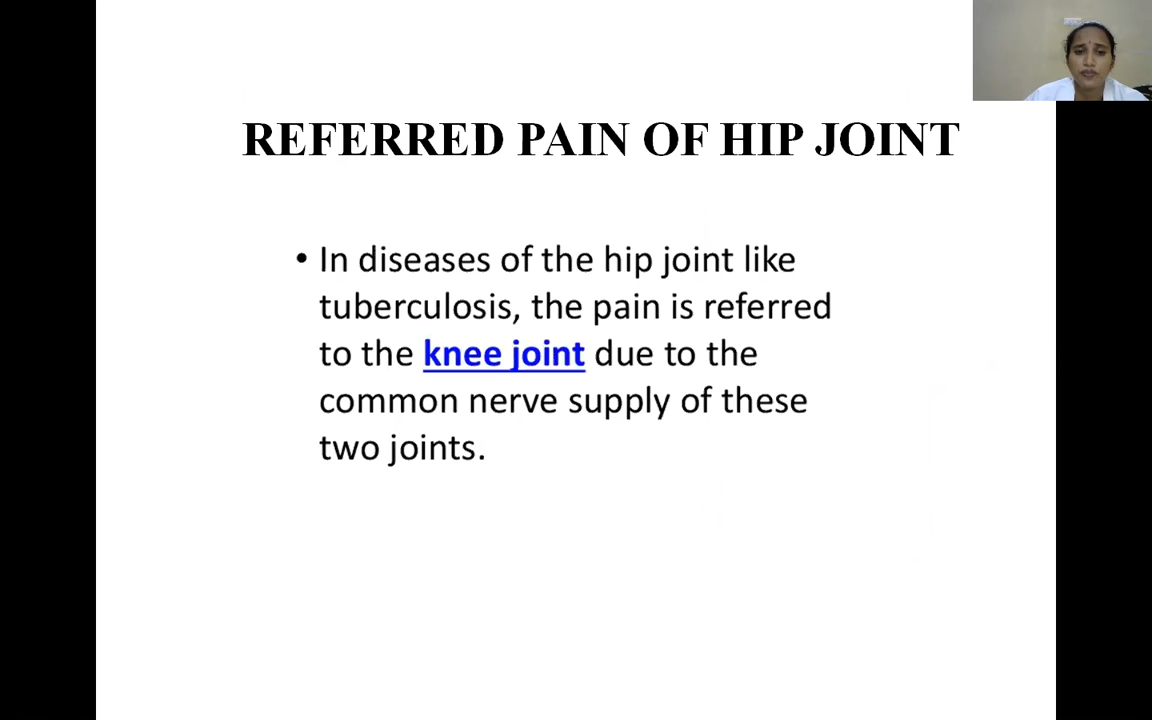 REFERRED PAIN OF HIP JOINT
• In diseases of the hip joint like
tuberculosis, the pain is referred
to the knee joint due to the
common nerve supply of these
two joints.